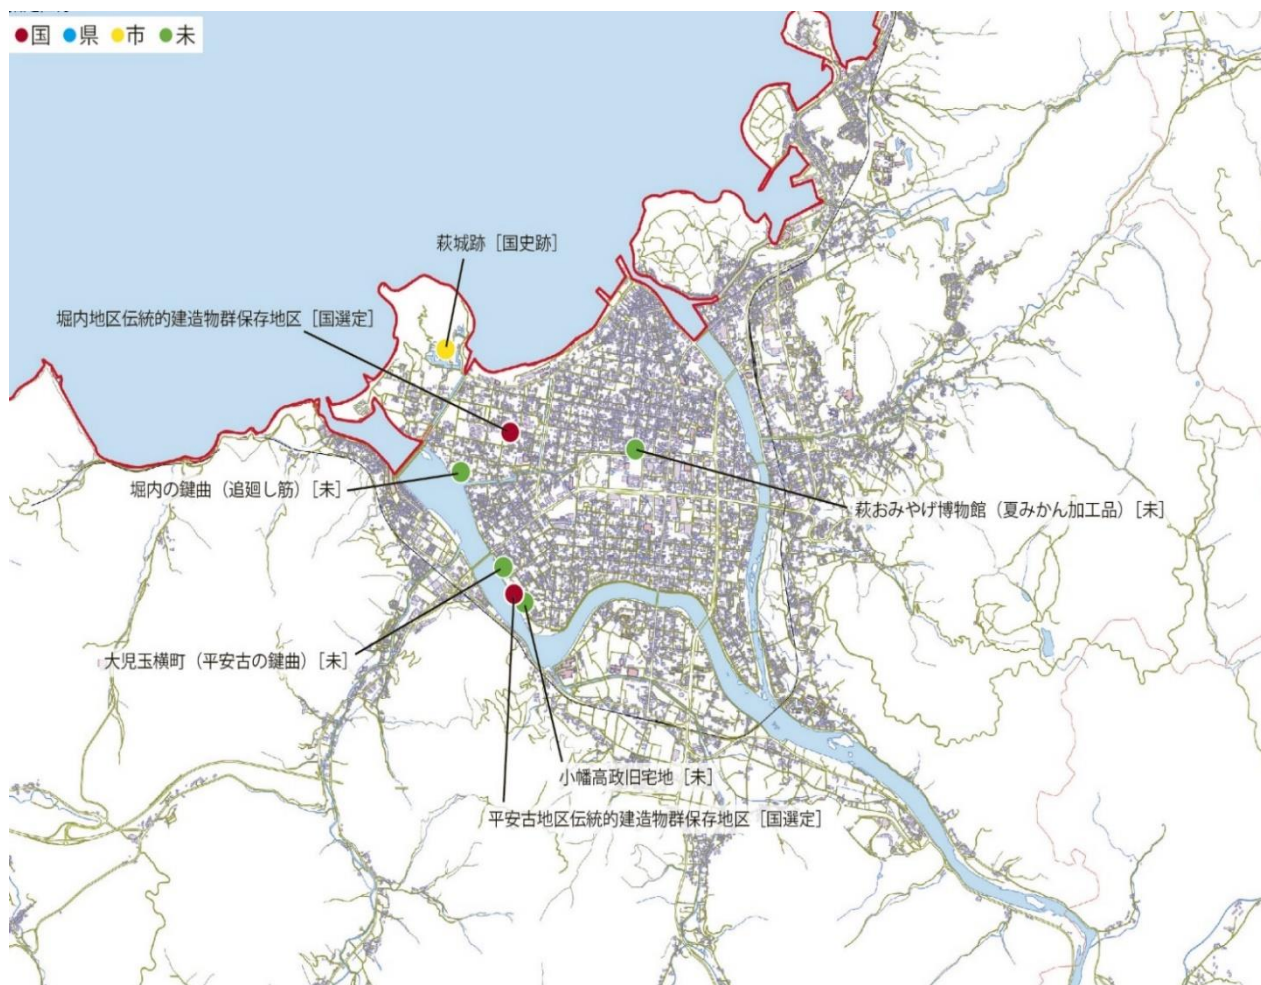 ●国 ●県 ●市 ●未
萩城跡［国史跡］
堀内地区伝統的建造物群保存地区［国選定］
堀内の鍵曲（追廻し筋）［未］
萩おみやげ博物館（夏みかん加工品）［未］
大児玉横町（平安古の鍵曲）［未］
小幡高政旧宅地［未］
平安古地区伝統的建造物群保存地区［国選定］